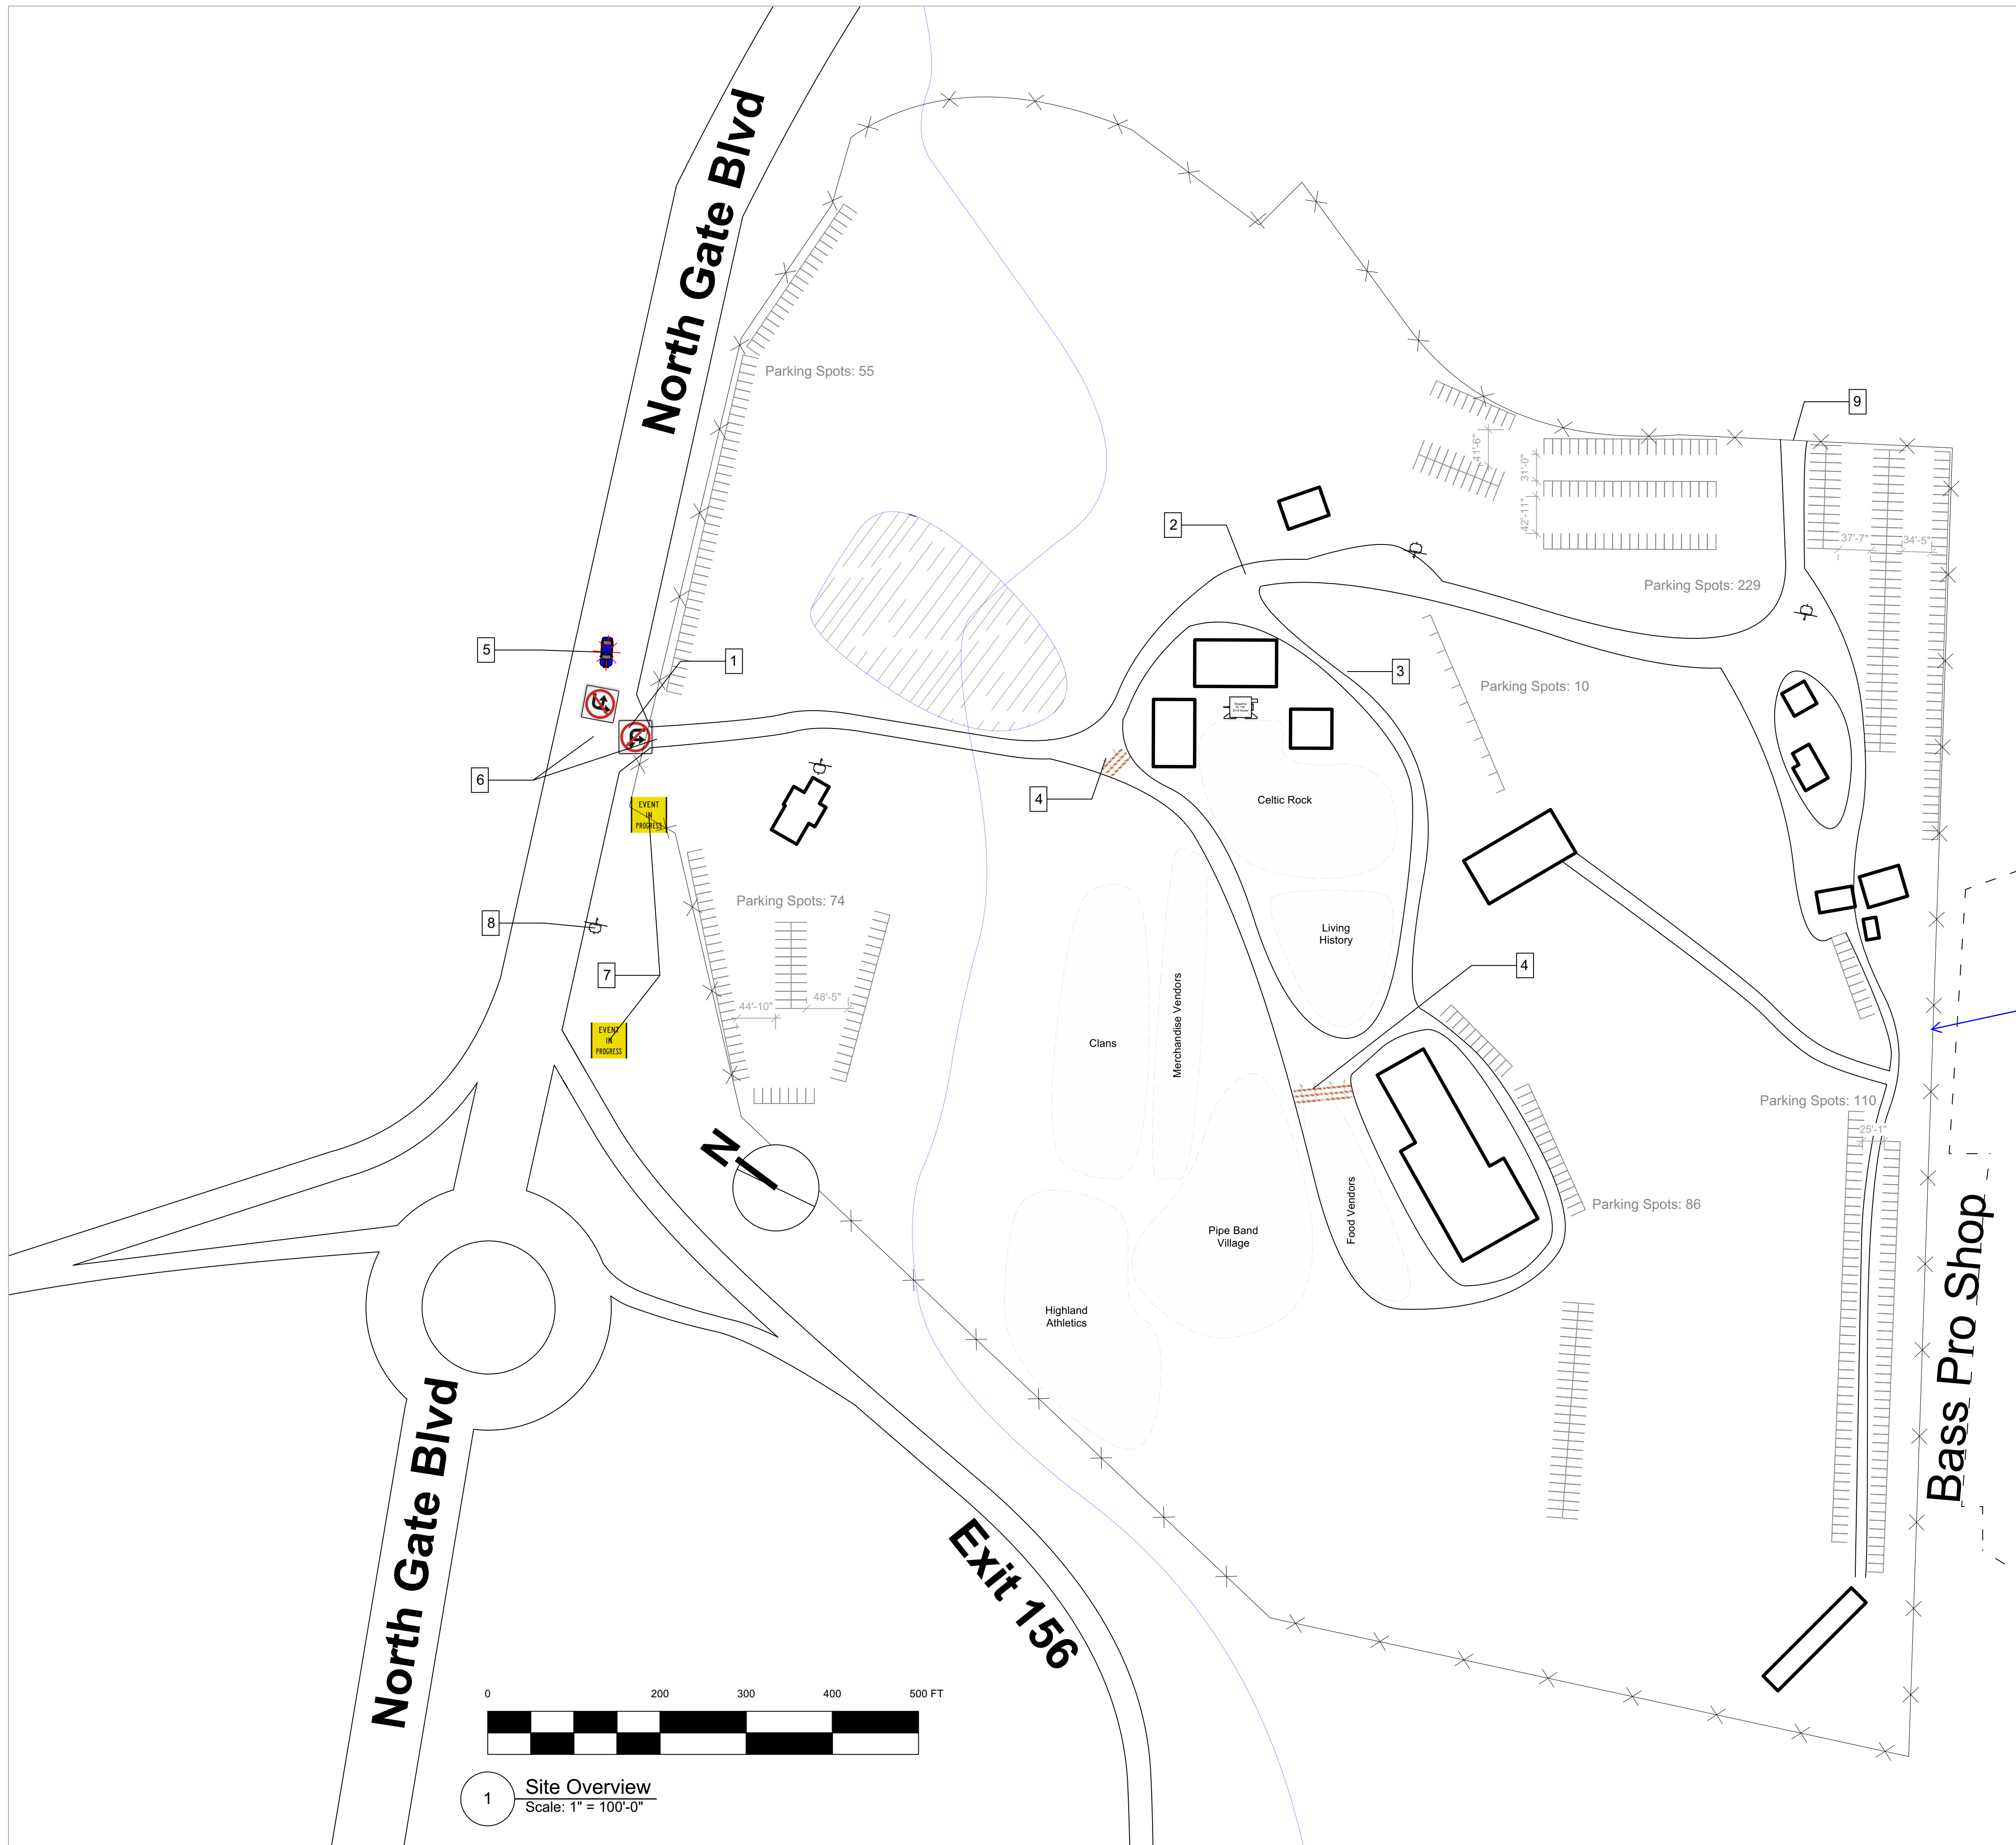 North Gate Blvd
Parking Spots: 55
9
41'-6"
31'-0"
42'-11"
37'-7"
34'-5"
2
Parking Spots: 229
5
1
3
Parking Spots: 10
6
4
Celtic Rock
EVENT
IN
PROGRESS
Parking Spots: 74
8
Living
History
7
4
44'-10"
48'-5"
Merchandise Vendors
Clans
EVENT
IN
PROGRESS
Parking Spots: 110
25'-1"
N
Bass Pro Shop
Food Vendors
Parking Spots: 86
Pipe Band
Village
Highland
Athletics
North Gate Blvd
Exit 156
0
200
300
400
500 FT
1
Site Overview
Scale: 1" = 100'-0"